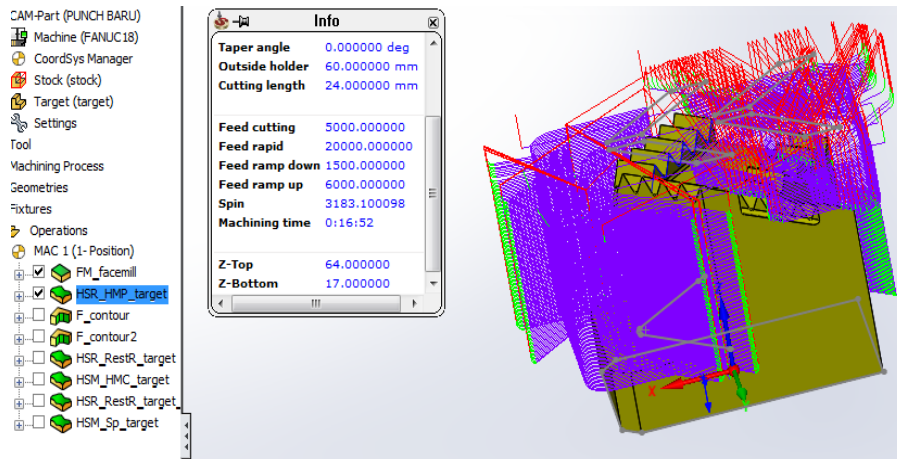 CAM-Part (PUNCH BARU)
Machine (FANUC18)
CoordSys Manager
Stock (stock)
Target (target)
Settings
Tool
Machining Process
Geometries
Fixtures
Operations
MAC 1 (1- Position)
FM_facemill
HSR_HMP_target
F_contour
F_contour2
HSR_RestR_target
HSM_HMC_target
HSR_RestR_target_
HSM_Sp_target
Info
Taper angle 0.000000 deg
Outside holder 60.000000 mm
Cutting length 24.000000 mm
Feed cutting 5000.000000
Feed rapid 20000.000000
Feed ramp down 1500.000000
Feed ramp up 6000.000000
Spin 3183.100098
Machining time 0:16:52
Z-Top 64.000000
Z-Bottom 17.000000
X